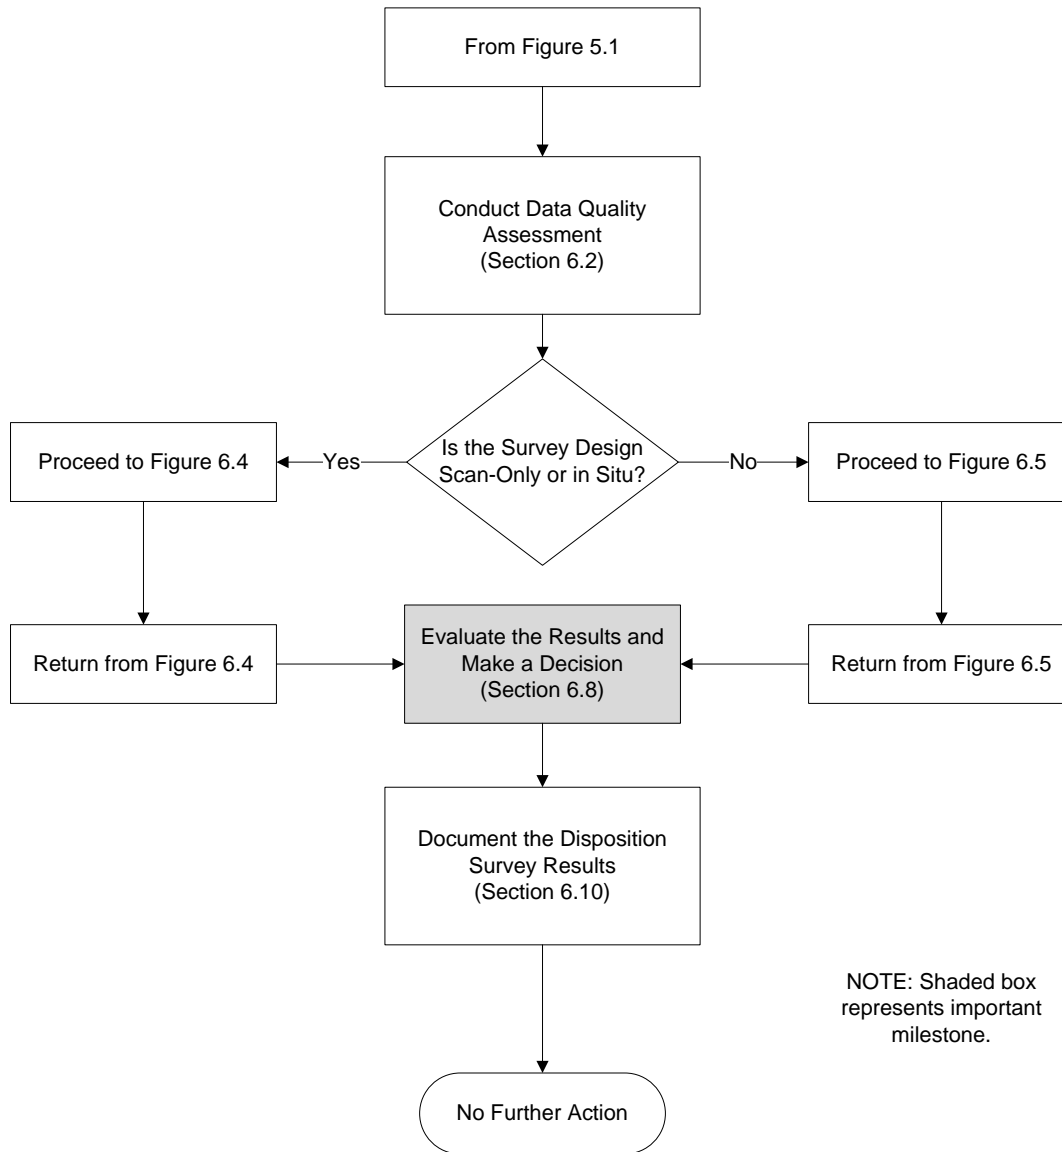 From Figure 5.1
Conduct Data Quality
Assessment
(Section 6.2)
Is the Survey Design
Scan-Only or in Situ?
Yes
No
Proceed to Figure 6.4
Proceed to Figure 6.5
Return from Figure 6.4
Evaluate the Results and
Make a Decision
(Section 6.8)
Return from Figure 6.5
Document the Disposition
Survey Results
(Section 6.10)
NOTE: Shaded box
represents important
milestone.
No Further Action